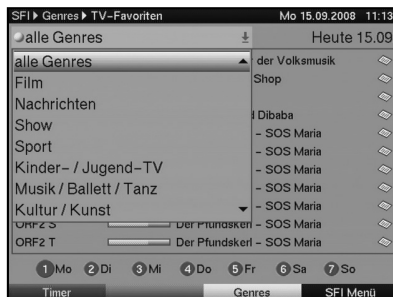 SFI Genres TV-Favoriten Mo 15.09.2008 11:13
alle Genres Heute 15.09
alle Genres der Volksmusik
Film Shop
Nachrichten
Show Dibaba
Sport - SOS Maria
- SOS Maria
Kinder- / Jugend-TV - SOS Maria
Musik / Ballett / Tanz - SOS Maria
Kultur / Kunst - SOS Maria
ORF2 S Der Pfundskerl - SOS Maria
ORF2 T Der Pfundskerl - SOS Maria
1 Mo 2 Di 3 Mi 4 Do 5 Fr 6 Sa 7 So
Timer Genres SFI Menü